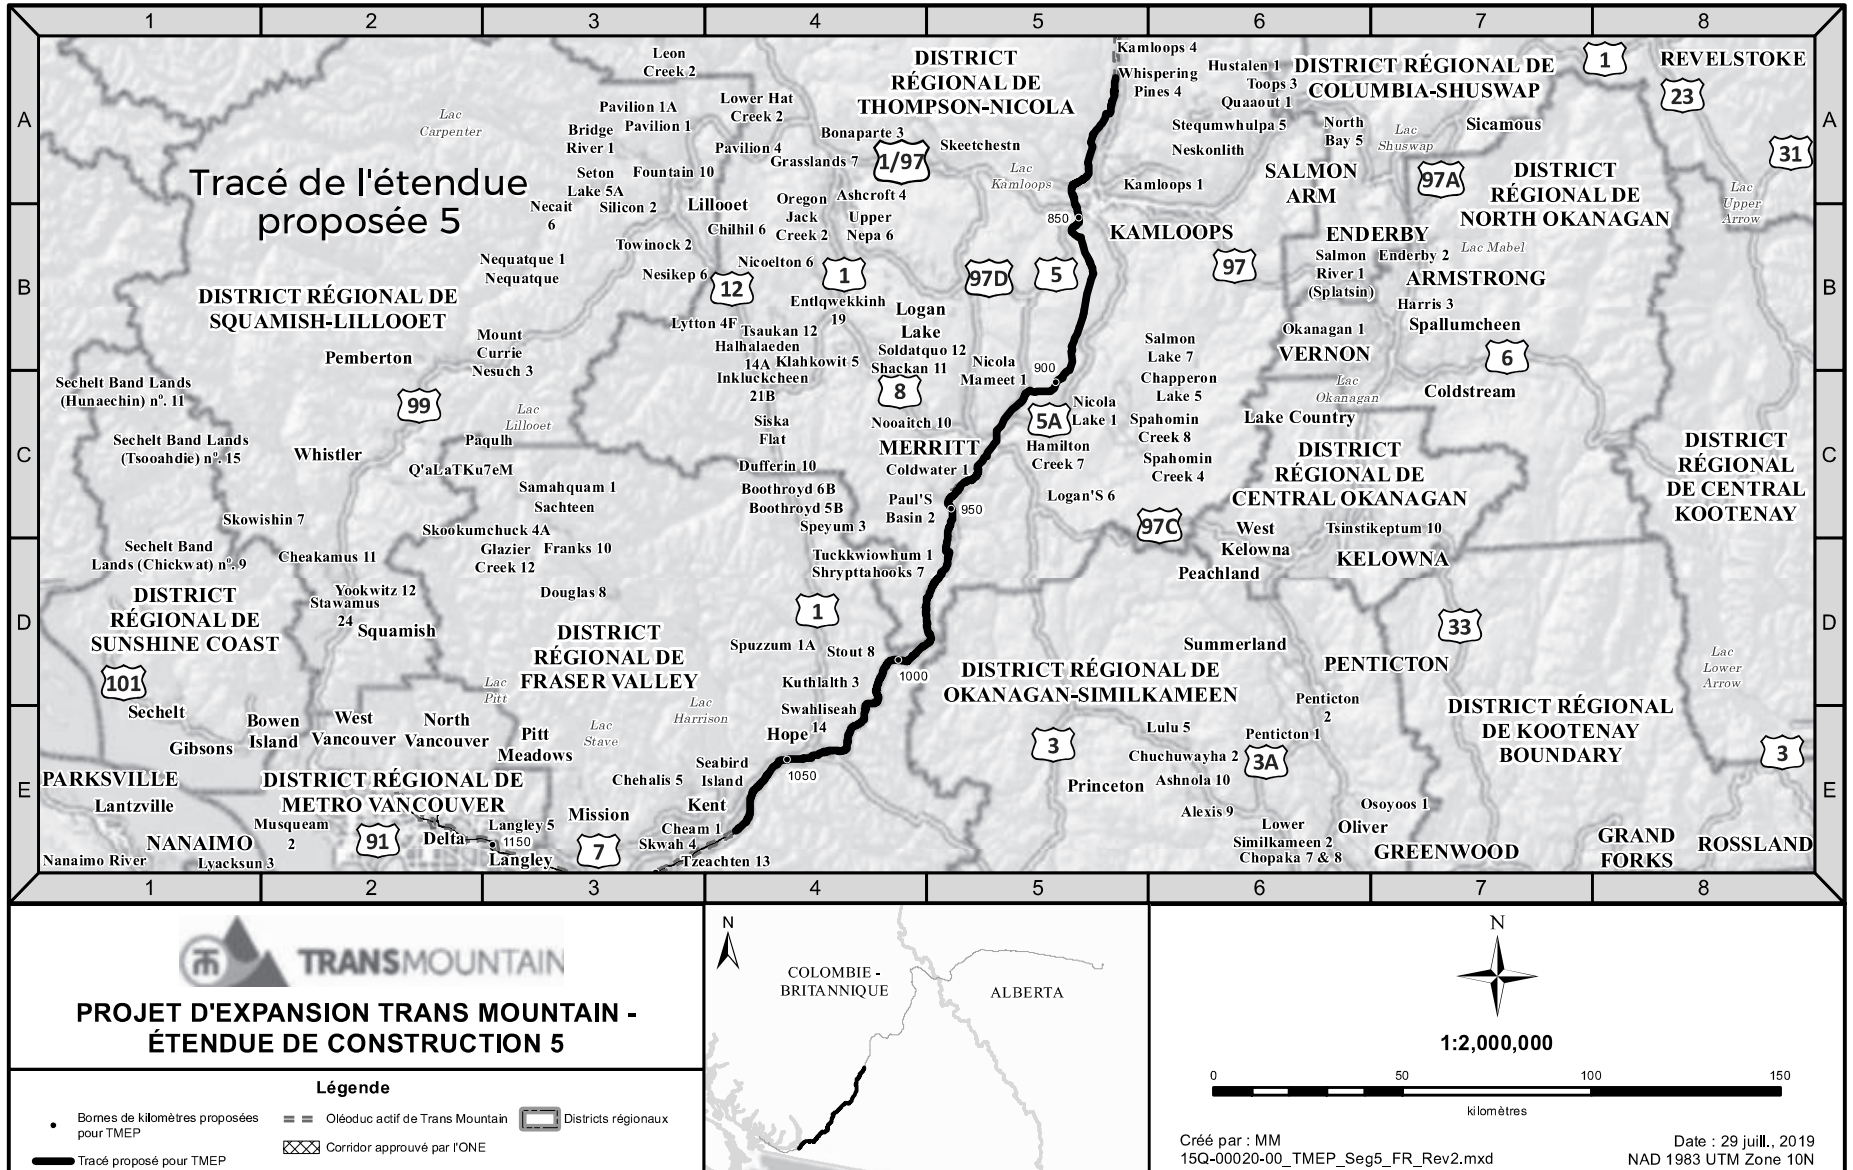 1 2 3 4 5 6 7 8
A
B
C
D
E
A
B
C
D
E
Tracé de l'étendue
proposée 5
Leon
Creek 2
Lac
Carpenter
Pavilion 1A
Bridge
River 1
Pavilion 1
Lower Hat
Creek 2
Pavilion 4
Seton
Lake 5A
Fountain 10
Necait
6
Silicon 2
Lillooet
Chilhil 6
Towinock 2
Nequatque 1
Nequatque
Nesikep 6
Nicoelton 6
12
DISTRICT
RÉGIONAL DE
THOMPSON-NICOLA
Bonaparte 3
1/97
Grasslands 7
Skeetchestn
Lac
Kamloops
Ashcroft 4
Oregon
Jack
Creek 2
Upper
Nepa 6
1
97D
5
Entlqwekkinh
19
Logan
Lake
Kamloops 4
Whispering
Pines 4
Hustalen 1
Toops 3
Quaaout 1
Stequmwhulpa 5
Neskonlith
Kamloops 1
850
KAMLOOPS
97
DISTRICT RÉGIONAL DE
COLUMBIA-SHUSWAP
North
Bay 5
Lac
Shuswap
Sicamous
SALMON
ARM
97A
1
REVELSTOKE
23
31
DISTRICT
RÉGIONAL DE
NORTH OKANAGAN
Lac
Upper
Arrow
ENDERBY
Lac Mabel
Salmon
River 1
(Splatsin)
Enderby 2
ARMSTRONG
Harris 3
Spallumcheen
Okanagan 1
VERNON
6
DISTRICT RÉGIONAL DE
SQUAMISH-LILLOOET
Pemberton
Mount
Currie
Nesuch 3
Lytton 4F
Tsaukan 12
Halhalaeden
14A
Klahkowit 5
Inkluckcheen
21B
Soldatquo 12
Shackan 11
8
Nicola
Mameet 1
900
Salmon
Lake 7
Chapperon
Lake 5
Lac
Okanagan
Coldstream
Sechelt Band Lands
(Hunaechin) nº. 11
99
Lac
Lillooet
Siska
Flat
Nooaitch 10
5A
Nicola
Lake 1
Spahomin
Creek 8
Lake Country
Sechelt Band Lands
(Tsooahdie) nº. 15
Whistler
Paqulh
Q'aLaTKu7eM
Dufferin 10
MERRITT
Coldwater 1
Hamilton
Creek 7
Spahomin
Creek 4
DISTRICT
RÉGIONAL DE
CENTRAL OKANAGAN
DISTRICT
RÉGIONAL
DE CENTRAL
KOOTENAY
Samahquam 1
Sachteen
Boothroyd 6B
Boothroyd 5B
Speyum 3
Paul'S
Basin 2
950
Logan'S 6
97C
West
Kelowna
Tsinstikeptum 10
KELOWNA
Peachland
Skowishin 7
Skookumchuck 4A
Sechelt Band
Lands (Chickwat) nº. 9
Cheakamus 11
Glazier
Creek 12
Franks 10
Tuckkwiowhum 1
Shrypttahooks 7
DISTRICT
RÉGIONAL DE
SUNSHINE COAST
Yookwitz 12
Stawamus
24
Squamish
Douglas 8
1
DISTRICT
RÉGIONAL DE
FRASER VALLEY
Spuzzum 1A
Stout 8
1000
Kuthlalth 3
DISTRICT RÉGIONAL DE
OKANAGAN-SIMILKAMEEN
Summerland
PENTICTON
33
Lac
Lower
Arrow
101
Sechelt
Lac
Pitt
Lac
Harrison
Swahliseah
14
Hope
Penticton
2
DISTRICT RÉGIONAL
DE KOOTENAY
BOUNDARY
Gibsons
Bowen
Island
West
Vancouver
North
Vancouver
Pitt
Meadows
Lac
Stave
1050
3
Lulu 5
Penticton 1
Chuchuwayha 2
3A
3
PARKSVILLE
DISTRICT RÉGIONAL DE
METRO VANCOUVER
Chehalis 5
Seabird
Island
Princeton
Ashnola 10
Lantzville
Mission
Kent
Alexis 9
Osoyoos 1
NANAIMO
Musqueam
2
91
Delta
Langley 5
1150
Langley
7
Cheam 1
Skwah 4
Tzeachten 13
Lower
Similkameen 2
Chopaka 7 & 8
Oliver
GREENWOOD
GRAND
FORKS
ROSSLAND
Nanaimo River
Lyacksun 3
1 2 3 4 5 6 7 8
TRANSMOUNTAIN
PROJET D'EXPANSION TRANS MOUNTAIN -
ÉTENDUE DE CONSTRUCTION 5
Légende
Bornes de kilomètres proposées
pour TMEP
Tracé proposé pour TMEP
Oléoduc actif de Trans Mountain
Corridor approuvé par l'ONE
Districts régionaux
N
COLOMBIE -
BRITANNIQUE
ALBERTA
N
1:2,000,000
0 50 100 150
kilomètres
Créé par : MM
15Q-00020-00_TMEP_Seg5_FR_Rev2.mxd
Date : 29 juill., 2019
NAD 1983 UTM Zone 10N